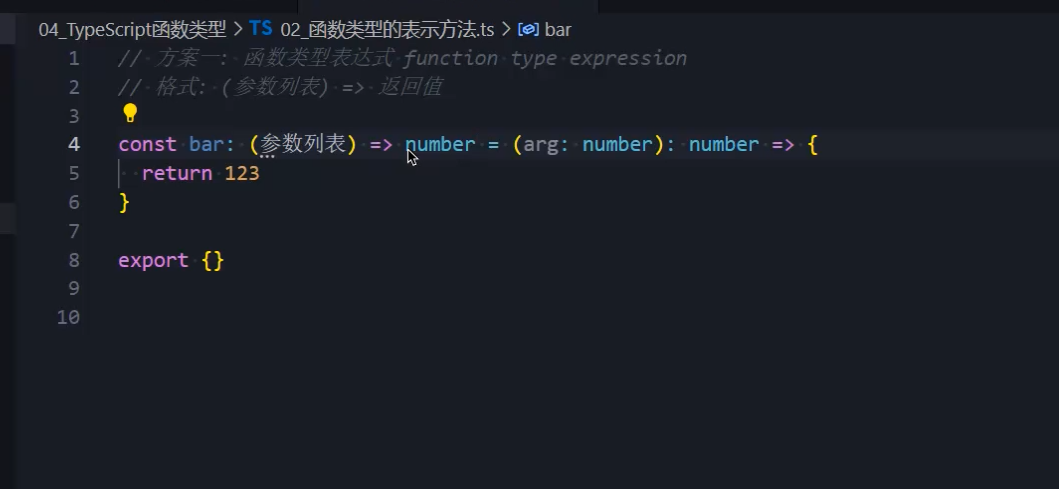 04_TypeScript函数类型 > TS 02_函数类型的表示方法.ts > bar
1 // 方案一: 函数类型表达式 function type expression
2 // 格式: (参数列表) => 返回值
3
4 const bar: (参数列表) => number = (arg: number): number => {
5 return 123
6 }
7
8 export {}
9
10